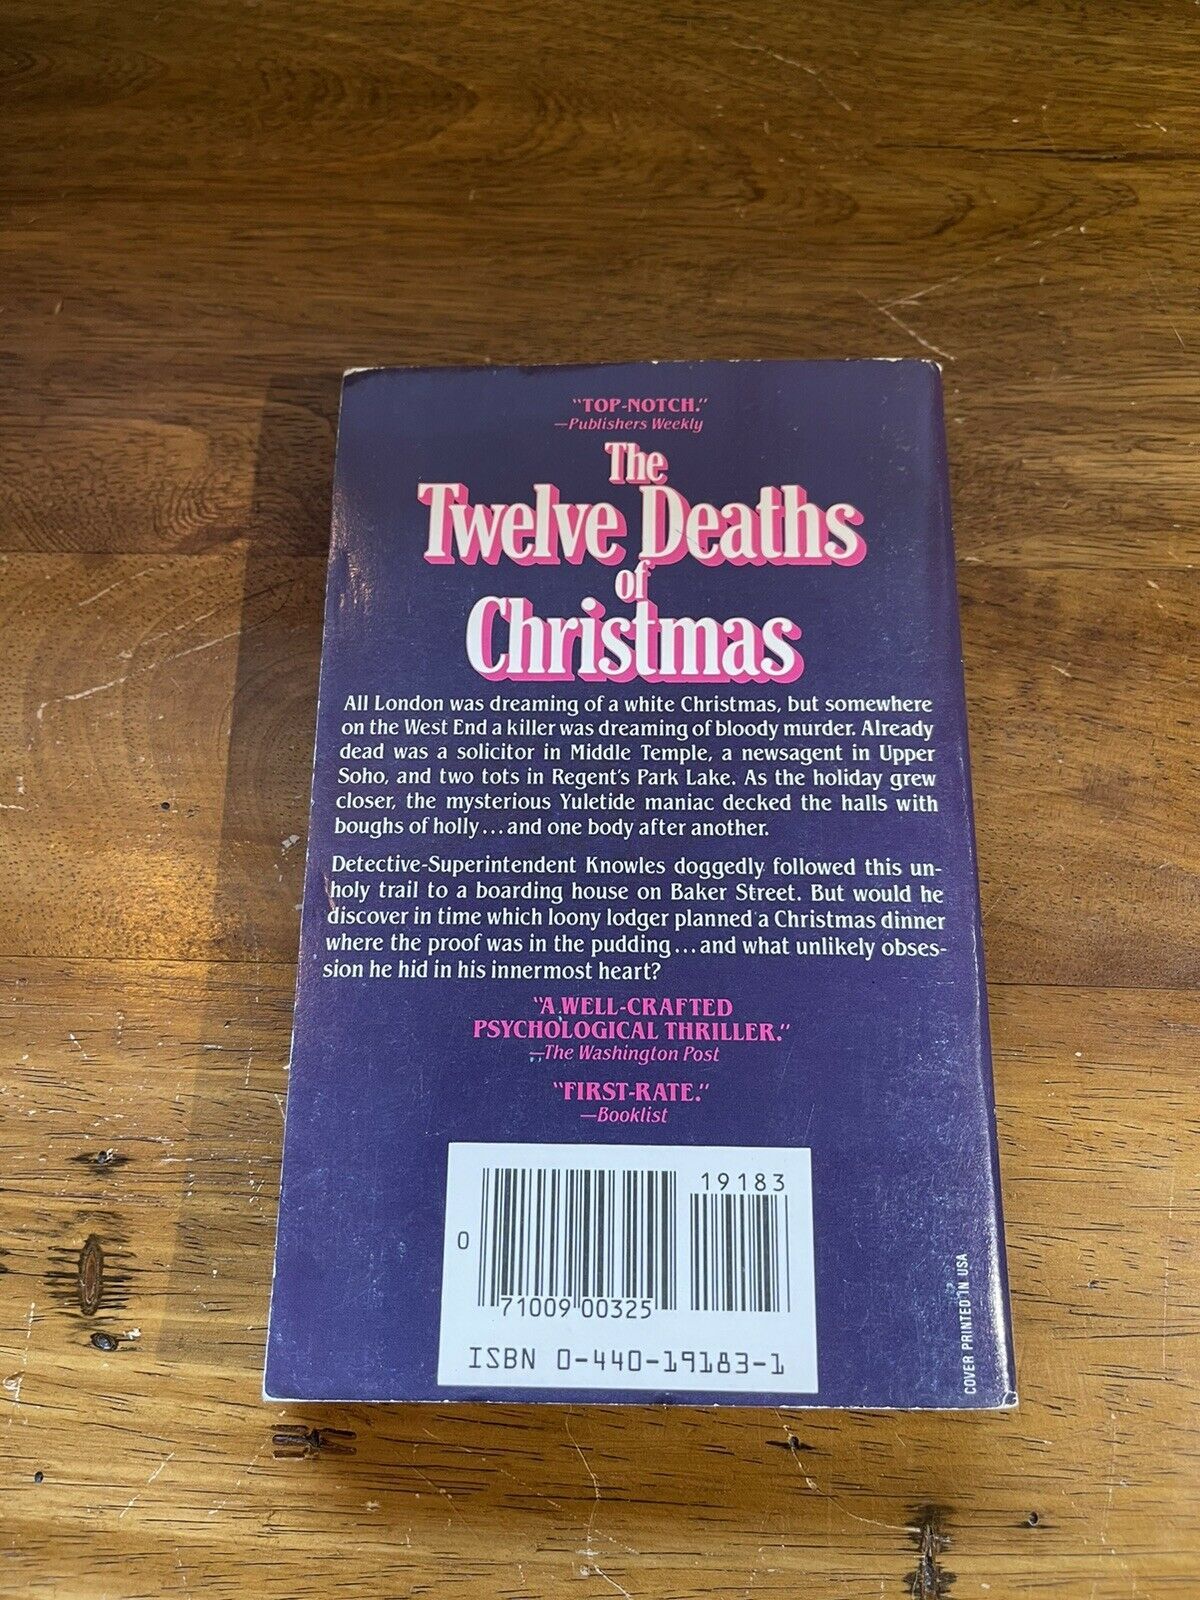 "TOP-NOTCH."
—Publishers Weekly
The
Twelve Deaths
of
Christmas
All London was dreaming of a white Christmas, but somewhere
on the West End a killer was dreaming of bloody murder. Already
dead was a solicitor in Middle Temple, a newsagent in Upper
Soho, and two tots in Regent's Park Lake. As the holiday grew
closer, the mysterious Yuletide maniac decked the halls with
boughs of holly...and one body after another.
Detective-Superintendent Knowles doggedly followed this un-
holy trail to a boarding house on Baker Street. But would he
discover in time which loony lodger planned a Christmas dinner
where the proof was in the pudding...and what unlikely obses-
sion he hid in his innermost heart?
"A WELL-CRAFTED
PSYCHOLOGICAL THRILLER."
—The Washington Post
"FIRST-RATE."
—Booklist
19183
0
71009 00325
ISBN 0-440-19183-1
COVER PRINTED IN USA